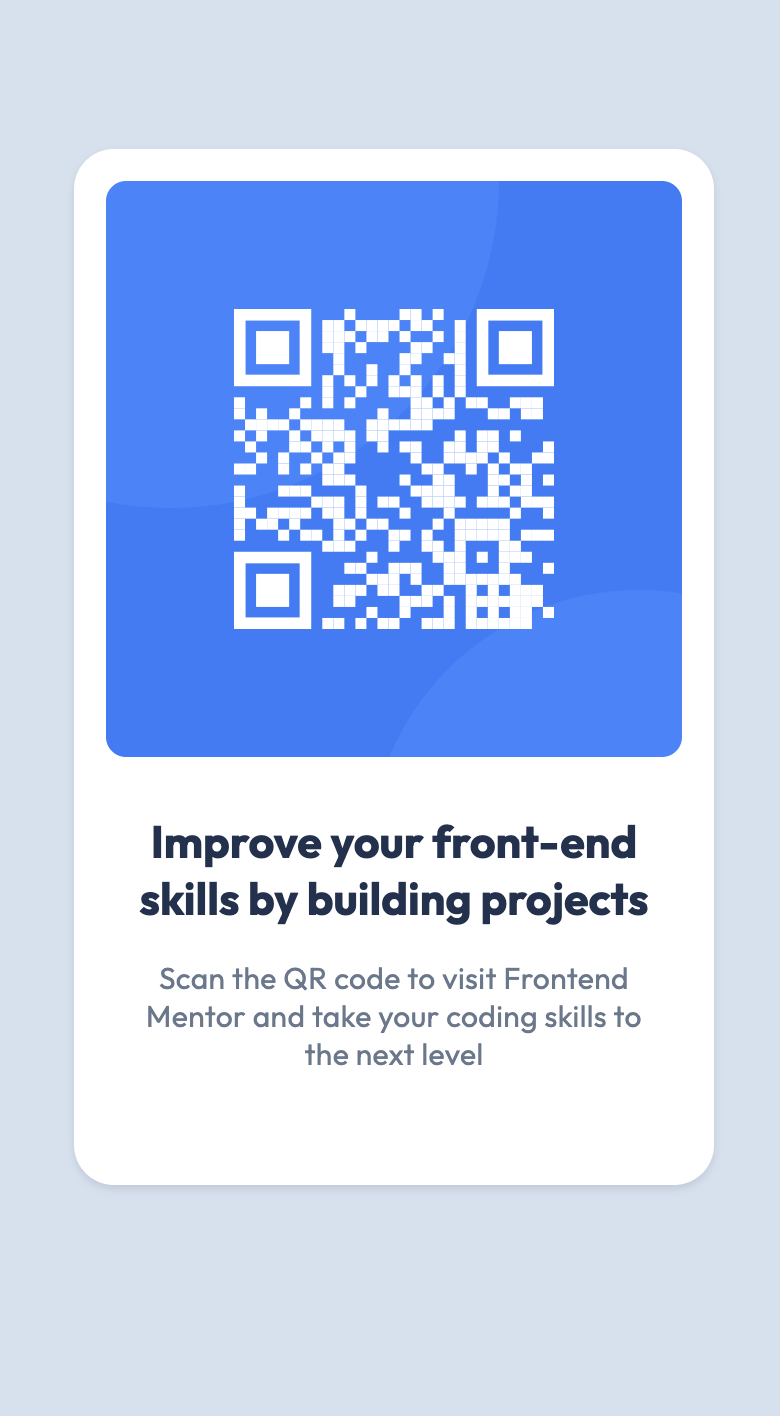 Improve your front-end
skills by building projects
Scan the QR code to visit Frontend
Mentor and take your coding skills to
the next level